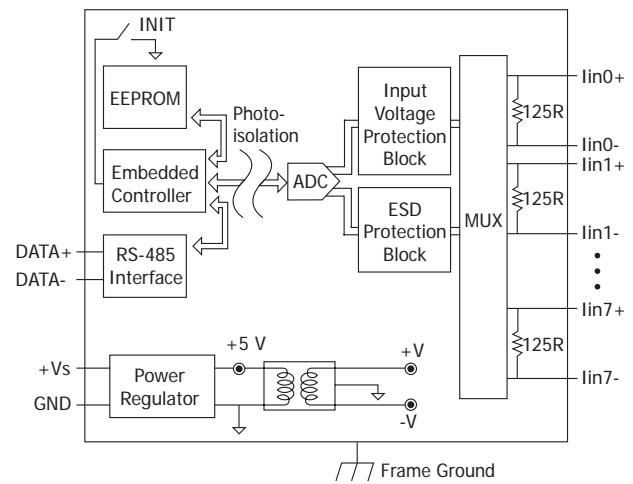 INIT
EEPROM
Photo-
isolation
Embedded
Controller
RS-485
Interface
DATA+
DATA-
ADC
Input
Voltage
Protection
Block
ESD
Protection
Block
MUX
Iin0+
125R
Iin0-
Iin1+
125R
Iin1-
Iin7+
125R
Iin7-
+Vs
GND
Power
Regulator
+5 V
+V
-V
Frame Ground